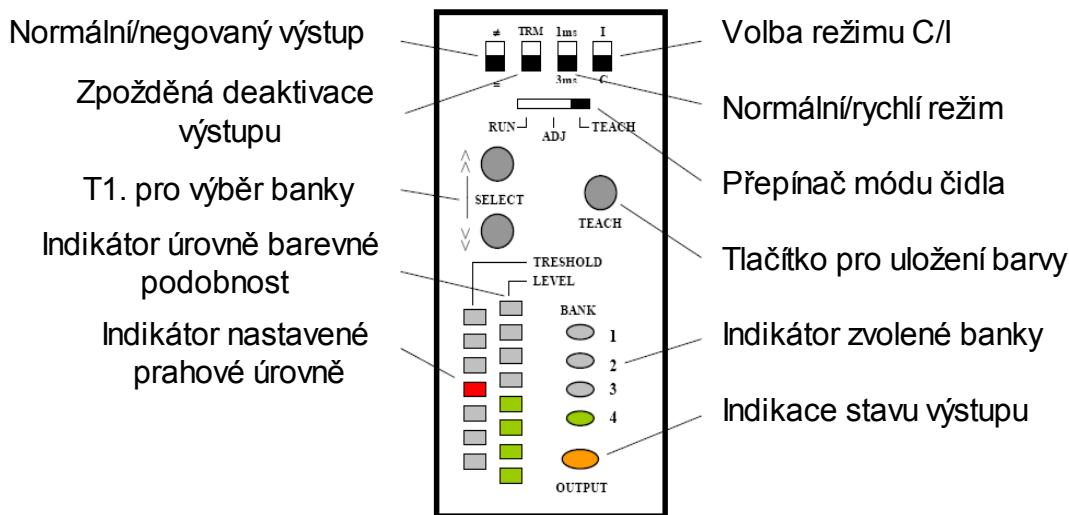 Normální/negovaný výstup
Zpožděná deaktivace
výstupu
T1. pro výběr banky
Indikátor úrovně barevné
podobnost
Indikátor nastavené
prahové úrovně
≠ TRM 1ms I
= 3ms C
RUN ADJ TEACH
SELECT
TEACH
TRESHOLD
LEVEL
BANK
1
2
3
4
OUTPUT
Volba režimu C/I
Normální/rychlí režim
Přepínač módu čidla
Tlačítko pro uložení barvy
Indikátor zvolené banky
Indikace stavu výstupu